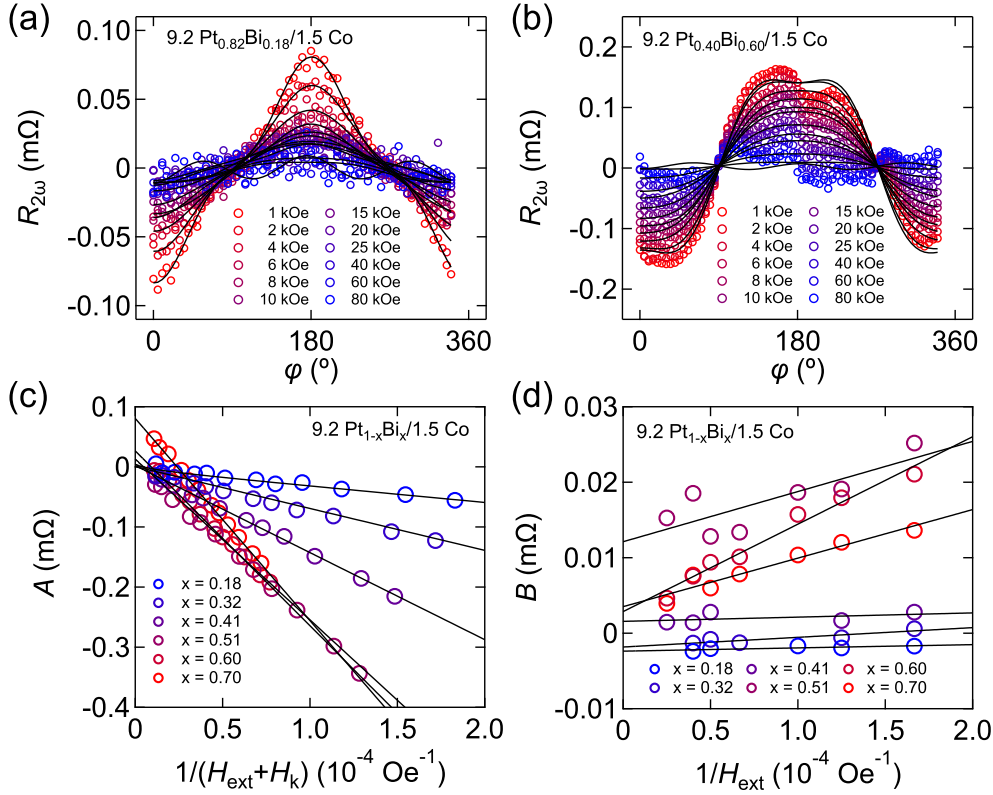 (a)
9.2 Pt0.82Bi0.18/1.5 Co
0.10
0.05
0
-0.05
-0.10
R2ω (mΩ)
1 kOe 15 kOe
2 kOe 20 kOe
4 kOe 25 kOe
6 kOe 40 kOe
8 kOe 60 kOe
10 kOe 80 kOe
0 180 360
φ (º)
(b)
9.2 Pt0.40Bi0.60/1.5 Co
0.2
0.1
0
-0.1
-0.2
R2ω (mΩ)
1 kOe 15 kOe
2 kOe 20 kOe
4 kOe 25 kOe
6 kOe 40 kOe
8 kOe 60 kOe
10 kOe 80 kOe
0 180 360
φ (º)
(c)
9.2 Pt1-xBix/1.5 Co
0.1
0
-0.1
-0.2
-0.3
-0.4
A (mΩ)
x = 0.18
x = 0.32
x = 0.41
x = 0.51
x = 0.60
x = 0.70
0 0.5 1.0 1.5 2.0
1/(Hext+Hk) (10-4 Oe-1)
(d)
9.2 Pt1-xBix/1.5 Co
0.03
0.02
0.01
0
-0.01
B (mΩ)
x = 0.18 x = 0.41 x = 0.60
x = 0.32 x = 0.51 x = 0.70
0 0.5 1.0 1.5 2.0
1/Hext (10-4 Oe-1)